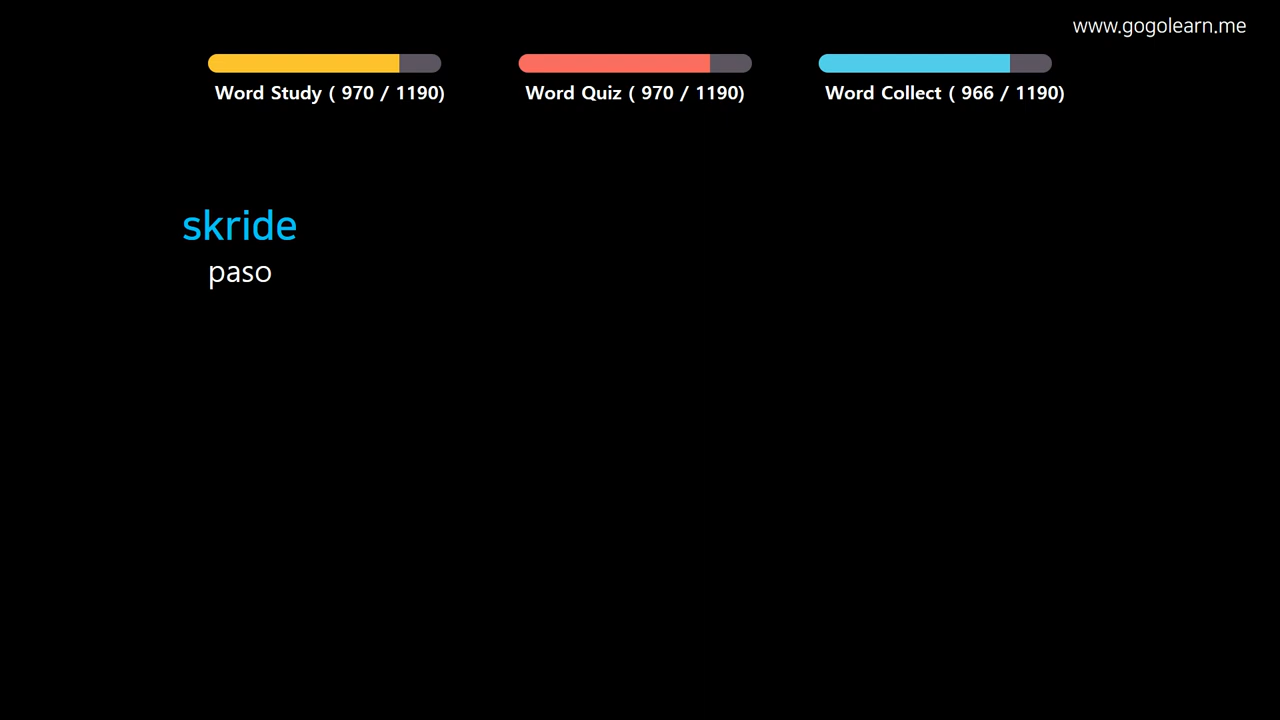 www.gogolearn.me
Word Study ( 970 / 1190)
Word Quiz ( 970 / 1190)
Word Collect ( 966 / 1190)
skride
paso